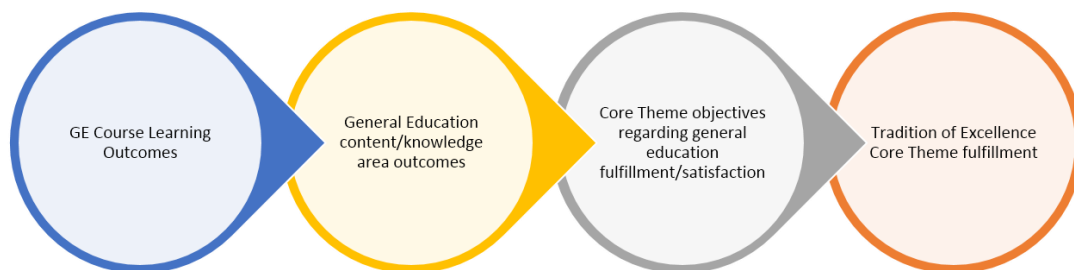 GE Course Learning
Outcomes
General Education
content/knowledge
area outcomes
Core Theme objectives
regarding general
education
fulfillment/satisfaction
Tradition of Excellence
Core Theme fulfillment